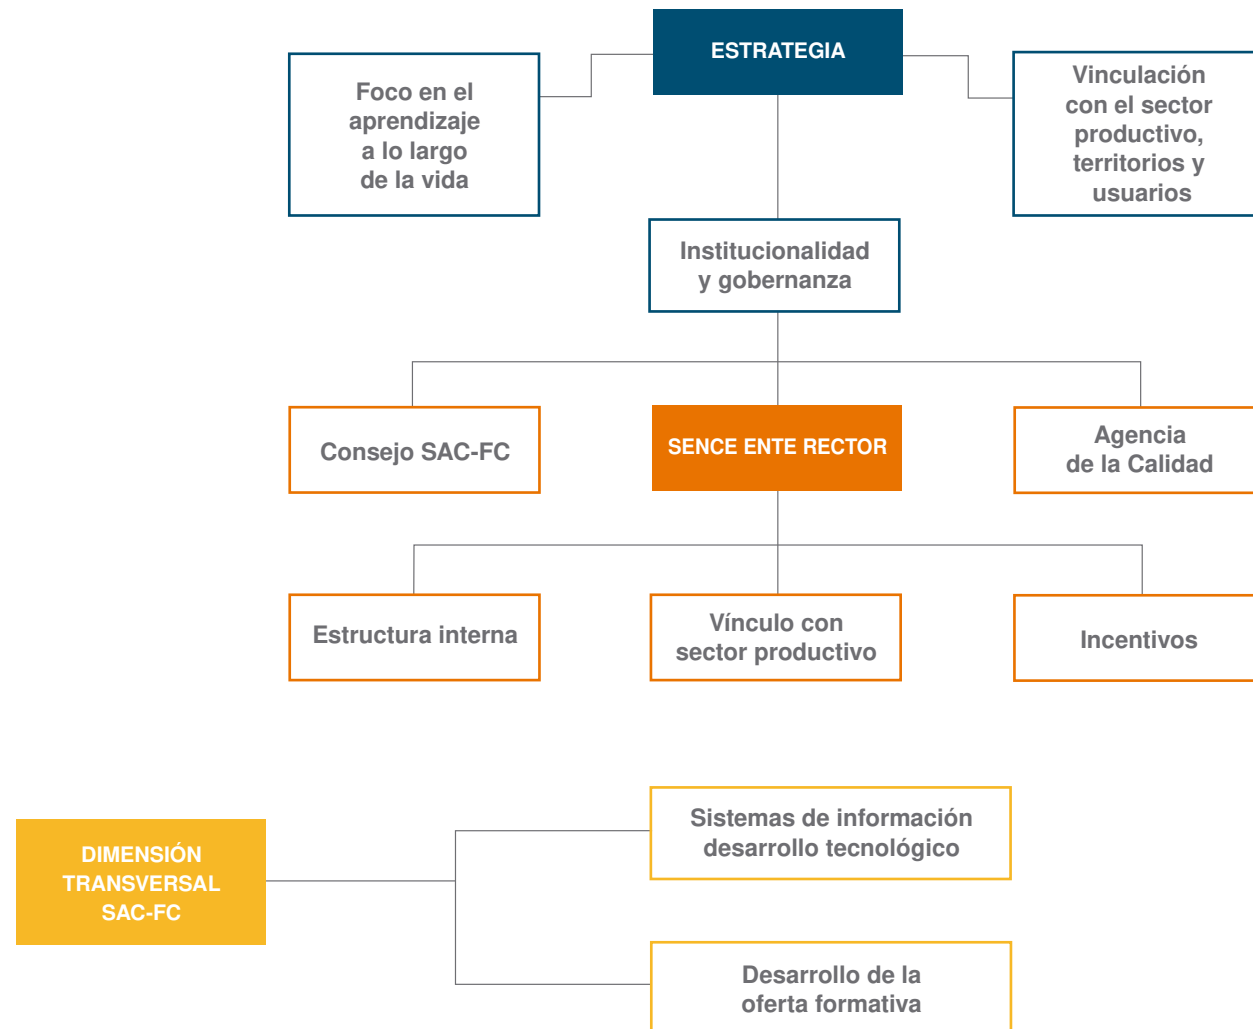 ESTRATEGIA
Foco en el
aprendizaje
a lo largo
de la vida
Vinculación
con el sector
productivo,
territorios y
usuarios
Institucionalidad
y gobernanza
Consejo SAC-FC
SENCE ENTE RECTOR
Agencia
de la Calidad
Estructura interna
Vínculo con
sector productivo
Incentivos
DIMENSIÓN
TRANSVERSAL
SAC-FC
Sistemas de información
desarrollo tecnológico
Desarrollo de la
oferta formativa